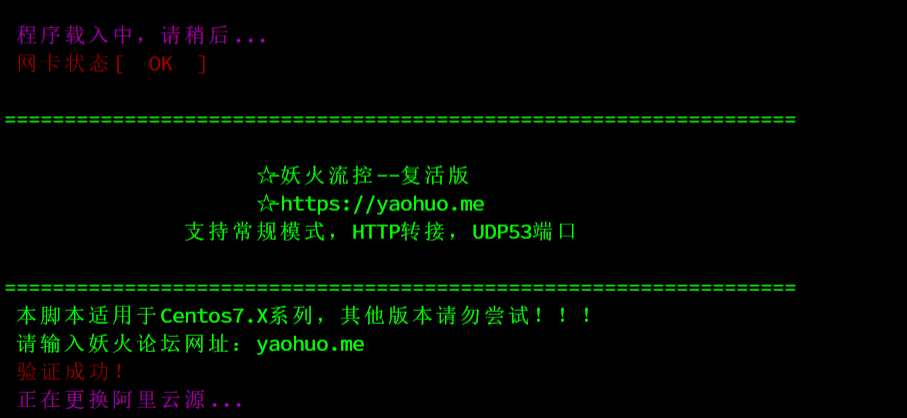 程序载入中，请稍后...
网卡状态[  OK  ]
==================================================================
☆-妖火流控--复活版
☆-https://yaohuo.me
支持常规模式，HTTP转接，UDP53端口
==================================================================
本脚本适用于Centos7.X系列，其他版本请勿尝试！！！
请输入妖火论坛网址：yaohuo.me
验证成功！
正在更换阿里云源...